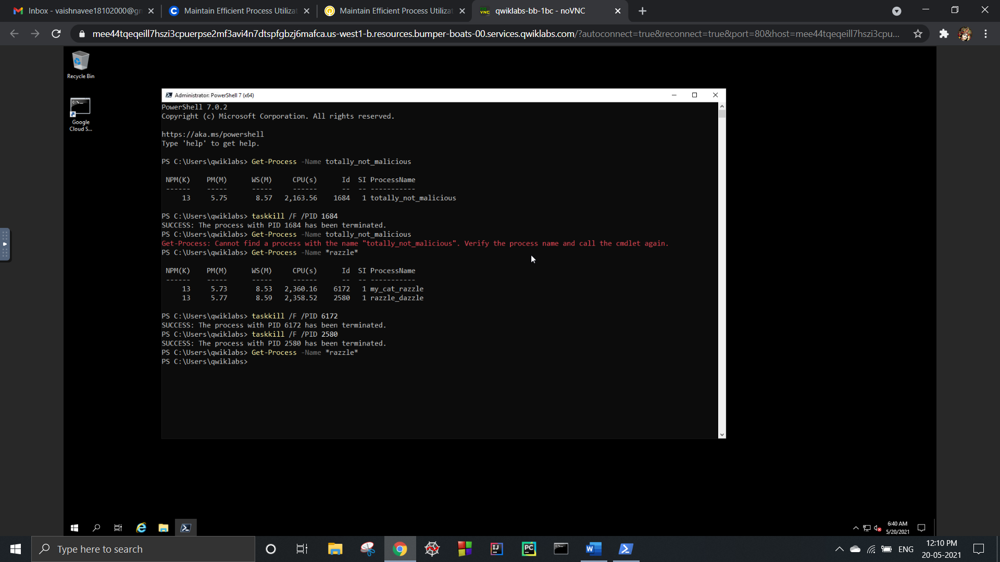 Inbox - vaishnavee18102000@gm
Maintain Efficient Process Utilizat
Maintain Efficient Process Utilizat
VNC
qwiklabs-bb-1bc - noVNC
mee44tqeqeill7hszi3cpuerpse2mf3avi4n7dtspfgbzj6mafca.us-west1-b.resources.bumper-boats-00.services.qwiklabs.com/?autoconnect=true&reconnect=true&port=80&host=mee44tqeqeill7hszi3cpu...
Recycle Bin
Google
Cloud S...
Administrator: PowerShell 7 (x64)
PowerShell 7.0.2
Copyright (c) Microsoft Corporation. All rights reserved.
https://aka.ms/powershell
Type 'help' to get help.
PS C:\Users\qwiklabs> Get-Process -Name totally_not_malicious
NPM(K) PM(M) WS(M) CPU(s) Id SI ProcessName
------ ----- ----- ------ -- -- -----------
13 5.75 8.57 2,163.56 1684 1 totally_not_malicious
PS C:\Users\qwiklabs> taskkill /F /PID 1684
SUCCESS: The process with PID 1684 has been terminated.
PS C:\Users\qwiklabs> Get-Process -Name totally_not_malicious
Get-Process: Cannot find a process with the name "totally_not_malicious". Verify the process name and call the cmdlet again.
PS C:\Users\qwiklabs> Get-Process -Name *razzle*
NPM(K) PM(M) WS(M) CPU(s) Id SI ProcessName
------ ----- ----- ------ -- -- -----------
13 5.73 8.53 2,360.16 6172 1 my_cat_razzle
13 5.77 8.59 2,358.52 2580 1 razzle_dazzle
PS C:\Users\qwiklabs> taskkill /F /PID 6172
SUCCESS: The process with PID 6172 has been terminated.
PS C:\Users\qwiklabs> taskkill /F /PID 2580
SUCCESS: The process with PID 2580 has been terminated.
PS C:\Users\qwiklabs> Get-Process -Name *razzle*
PS C:\Users\qwiklabs>
6:40 AM
5/20/2021
Type here to search
IJ
PC
W
ENG
12:10 PM
20-05-2021